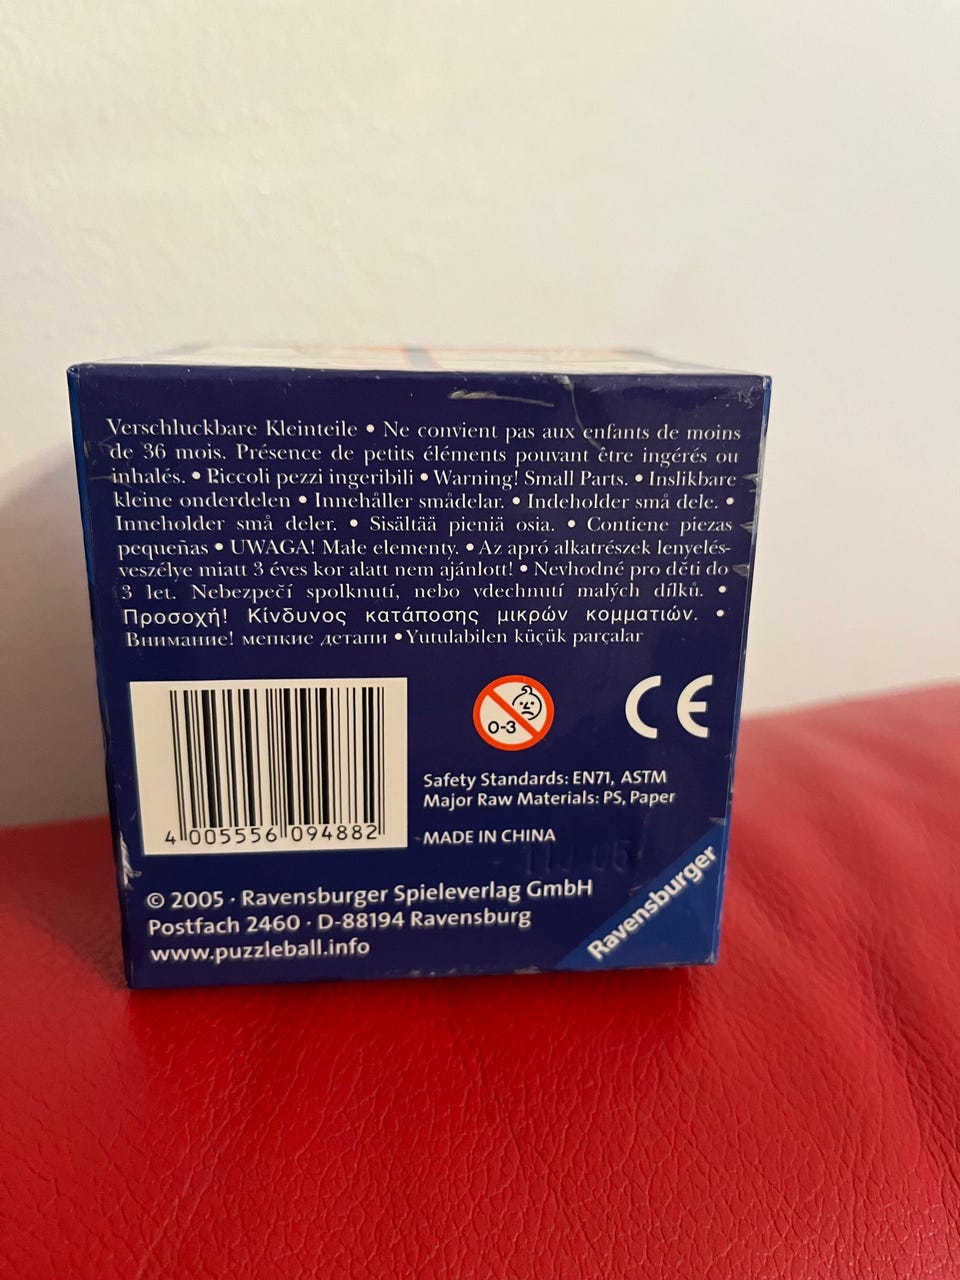 Verschluckbare Kleinteile • Ne convient pas aux enfants de moins
de 36 mois. Présence de petits éléments pouvant être ingérés ou
inhalés. • Piccoli pezzi ingeribili • Warning! Small Parts. • Inslikbare
kleine onderdelen • Innehåller smådelar. • Indeholder små dele. •
Inneholder små deler. • Sisältää pieniä osia. • Contiene piezas
pequeñas • UWAGA! Małe elementy. • Az apró alkatrészek lenyelés-
veszélye miatt 3 éves kor alatt nem ajánlott! • Nevhodné pro děti do
3 let. Nebezpečí spolknutí, nebo vdechnutí malých dílků. •
Προσοχή! Κίνδυνος κατάποσης μικρών κομματιών. •
Внимание! мелкие детали • Yutulabilen küçük parçalar
0-3
CE
Safety Standards: EN71, ASTM
Major Raw Materials: PS, Paper
4 005556 094882
MADE IN CHINA
© 2005 · Ravensburger Spieleverlag GmbH
Postfach 2460 · D-88194 Ravensburg
www.puzzleball.info
Ravensburger